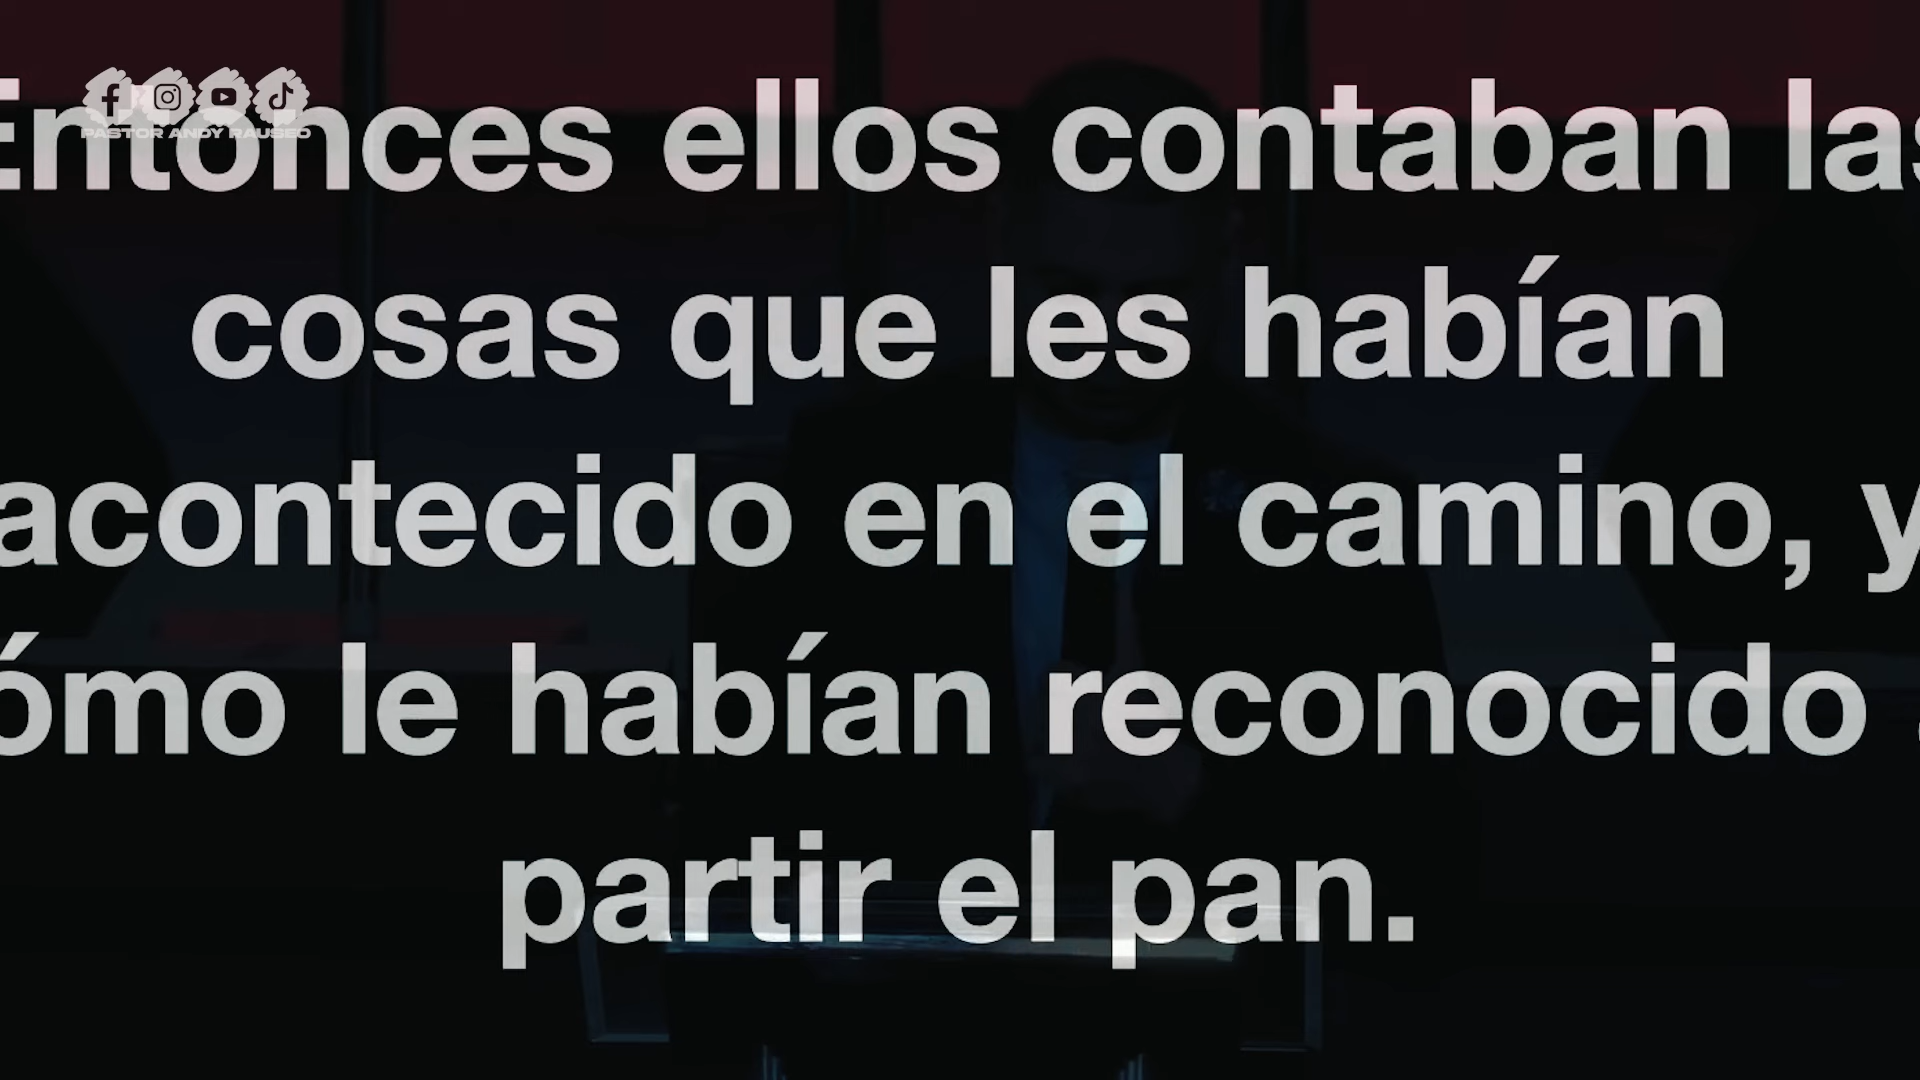 PASTOR ANDY RAUSEO
Entonces ellos contaban las
cosas que les habían
acontecido en el camino, y
ómo le habían reconocido
partir el pan.